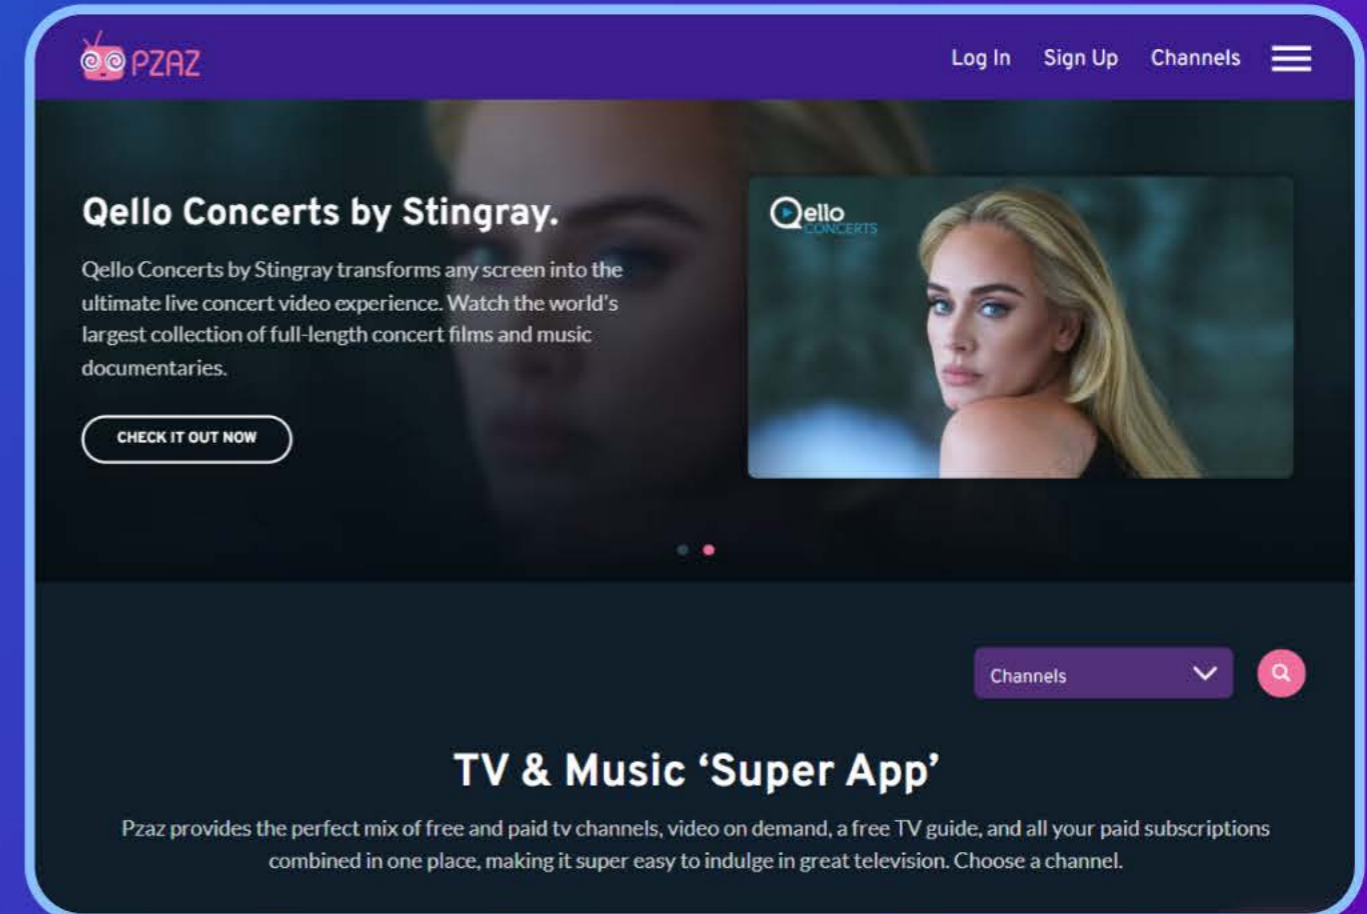 PZAZ
Log In Sign Up Channels
Qello Concerts by Stingray.
Qello Concerts by Stingray transforms any screen into the
ultimate live concert video experience. Watch the world's
largest collection of full-length concert films and music
documentaries.
CHECK IT OUT NOW
Qello
CONCERTS
Channels
TV & Music ‘Super App’
Pzaz provides the perfect mix of free and paid tv channels, video on demand, a free TV guide, and all your paid subscriptions
combined in one place, making it super easy to indulge in great television. Choose a channel.